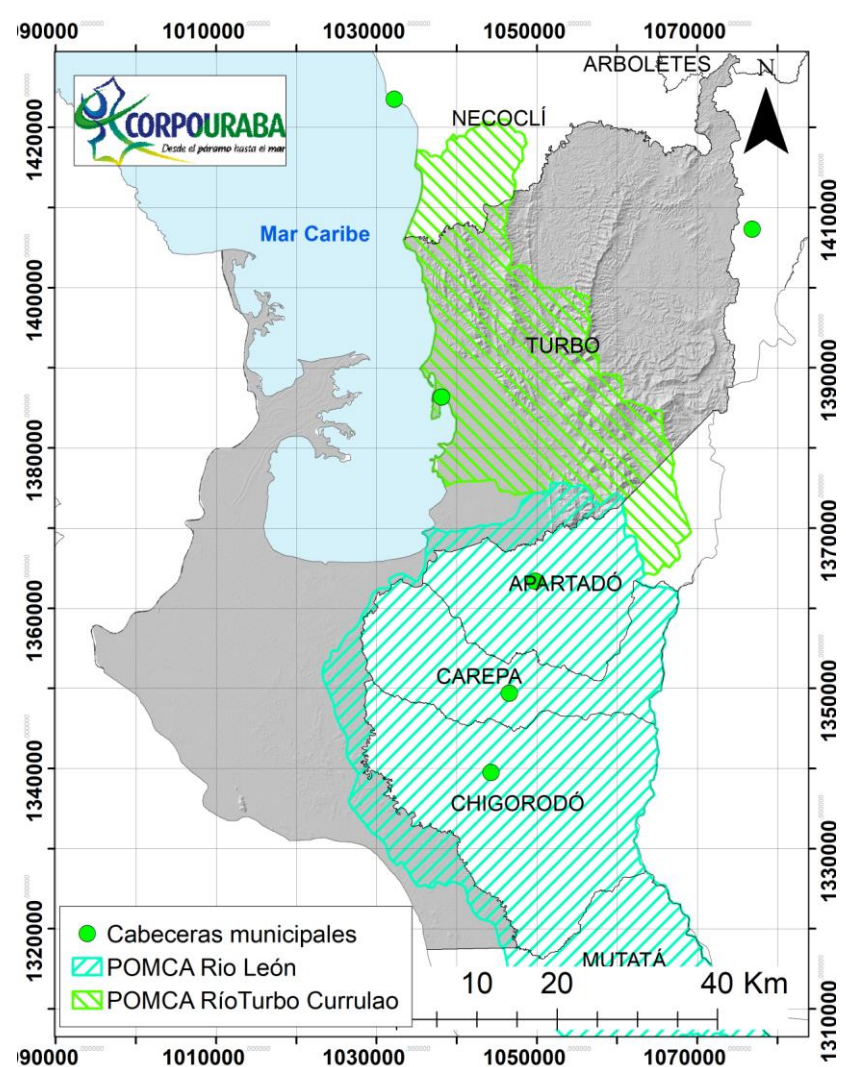 090000 1010000 1030000 1050000 1070000
ARBOLETES
N
CORPOURABA
Desde el páramo hasta el mar
NECOCLÍ
Mar Caribe
TURBO
APARTADÓ
CAREPA
CHIGORODÓ
MUTATÁ
1420000
1400000
1380000
1360000
1340000
1320000
1410000
1390000
1370000
1350000
1330000
1310000
Cabeceras municipales
POMCA Rio León
POMCA RíoTurbo Currulao
10 20 40 Km
090000 1010000 1030000 1050000 1070000